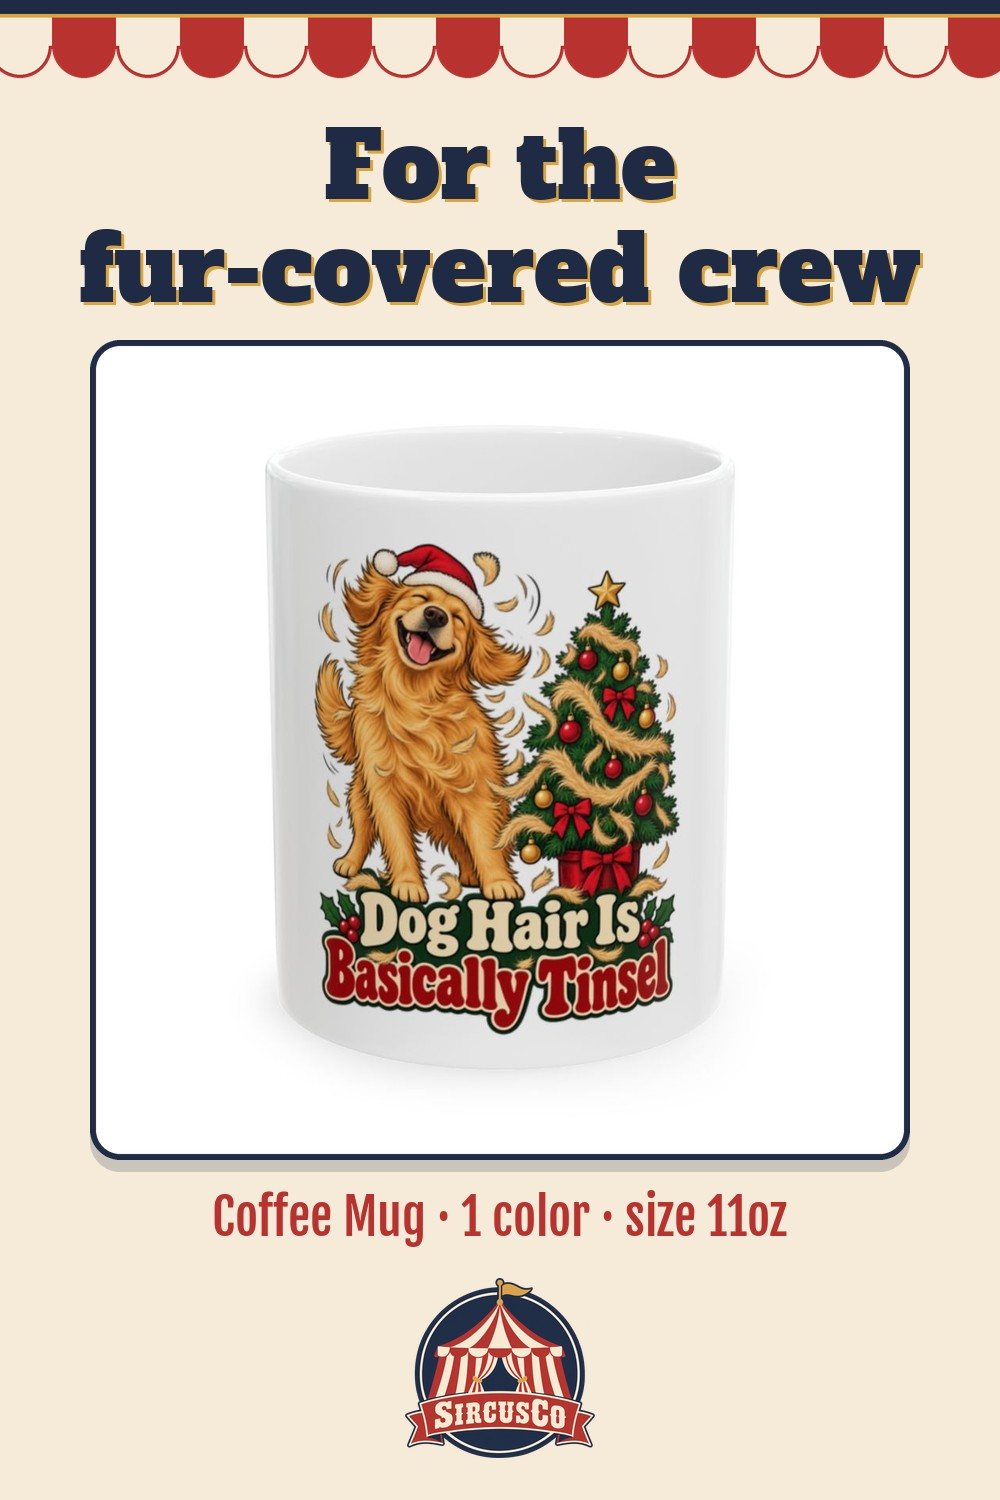 For the
fur-covered crew
Dog Hair Is
Basically Tinsel
Coffee Mug · 1 color · size 11oz
SircusCo